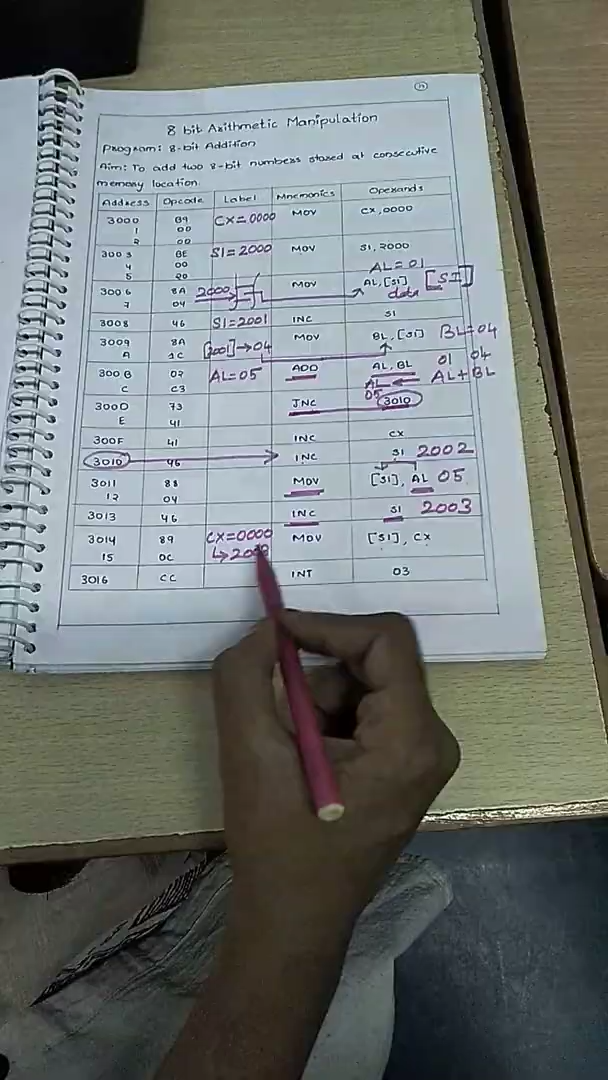 8 bit Arithmetic Manipulation
Program: 8-bit Addition
Aim: To add two 8-bit numbers stored at consecutive
memory location.
Address Opcode Label Mnemonics Operands
3000 B9 CX=0000 MOV CX,0000
1 00
2 00
3003 BE SI=2000 MOV SI,2000
4 00
5 20 AL=01
3006 8A 2000 MOV AL,[SI] [SI]
7 04 data
3008 46 SI=2001 INC SI
3009 8A MOV BL,[SI] BL=04
A 1C [2001]→04
300B 02 AL=05 ADD AL,BL 01 04
C C3 AL ← AL+BL
05
300D 73 JNC 3010
E 41
300F 41 INC CX
3010 46 INC SI 2002
3011 88 MOV [SI], AL 05
12 04
3013 46 INC SI 2003
3014 89 CX=0000 MOV [SI], CX
15 0C
3016 CC INT 03